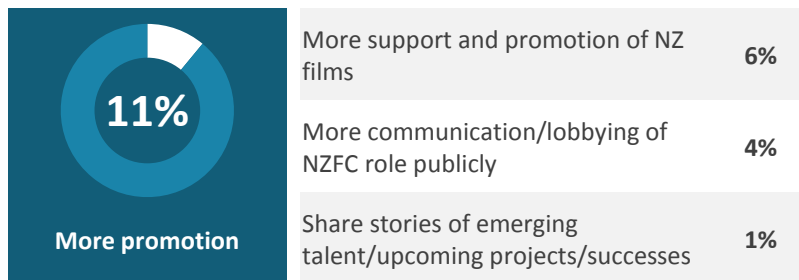 11%
More promotion
More support and promotion of NZ
films
6%
More communication/lobbying of
NZFC role publicly
4%
Share stories of emerging
talent/upcoming projects/successes
1%